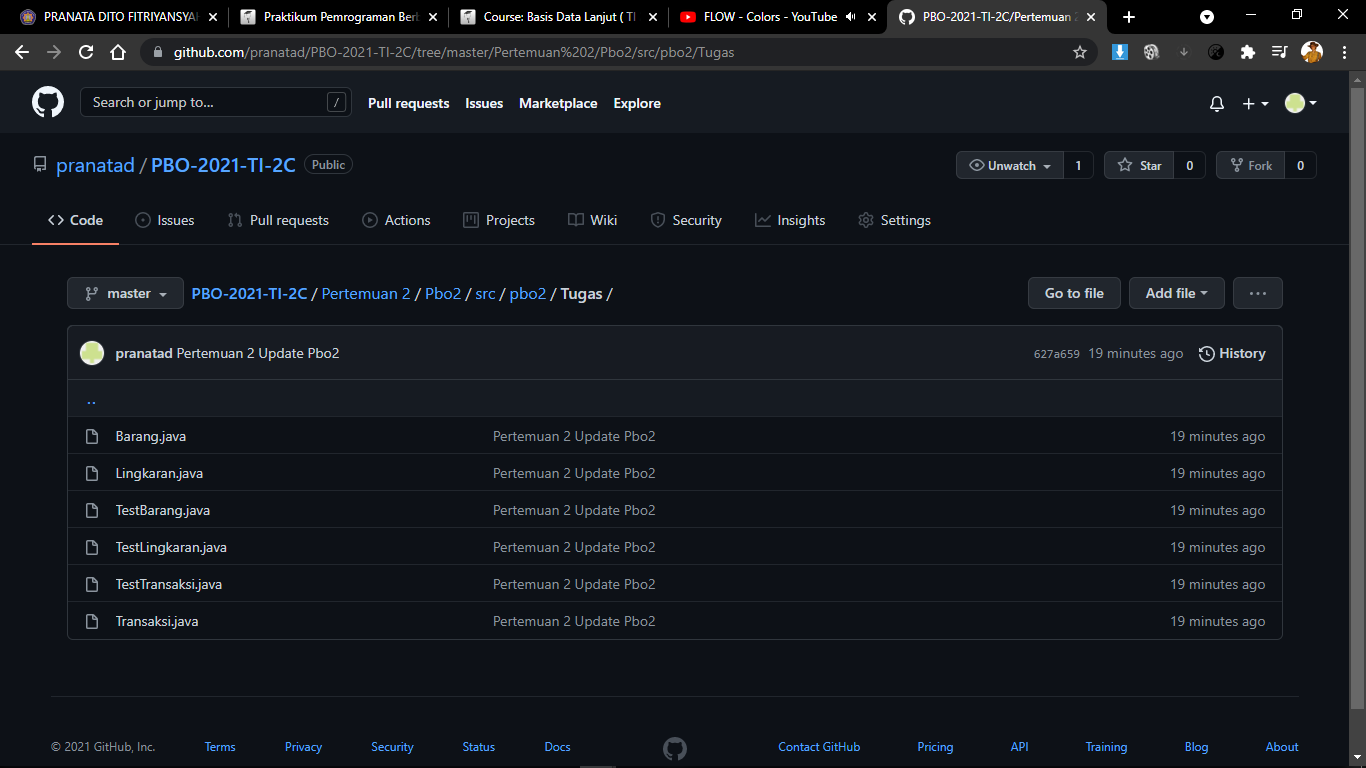 PRANATA DITO FITRIYANSYA
Praktikum Pemrograman Ber
Course: Basis Data Lanjut ( TI
FLOW - Colors - YouTube
PBO-2021-TI-2C/Pertemuan
github.com/pranatad/PBO-2021-TI-2C/tree/master/Pertemuan%202/Pbo2/src/pbo2/Tugas
Search or jump to... /
Pull requests Issues Marketplace Explore
pranatad / PBO-2021-TI-2C Public
Unwatch 1 Star 0 Fork 0
Code Issues Pull requests Actions Projects Wiki Security Insights Settings
master PBO-2021-TI-2C / Pertemuan 2 / Pbo2 / src / pbo2 / Tugas /
Go to file Add file ...
pranatad Pertemuan 2 Update Pbo2 627a659 19 minutes ago History
..
Barang.java Pertemuan 2 Update Pbo2 19 minutes ago
Lingkaran.java Pertemuan 2 Update Pbo2 19 minutes ago
TestBarang.java Pertemuan 2 Update Pbo2 19 minutes ago
TestLingkaran.java Pertemuan 2 Update Pbo2 19 minutes ago
TestTransaksi.java Pertemuan 2 Update Pbo2 19 minutes ago
Transaksi.java Pertemuan 2 Update Pbo2 19 minutes ago
© 2021 GitHub, Inc. Terms Privacy Security Status Docs Contact GitHub Pricing API Training Blog About